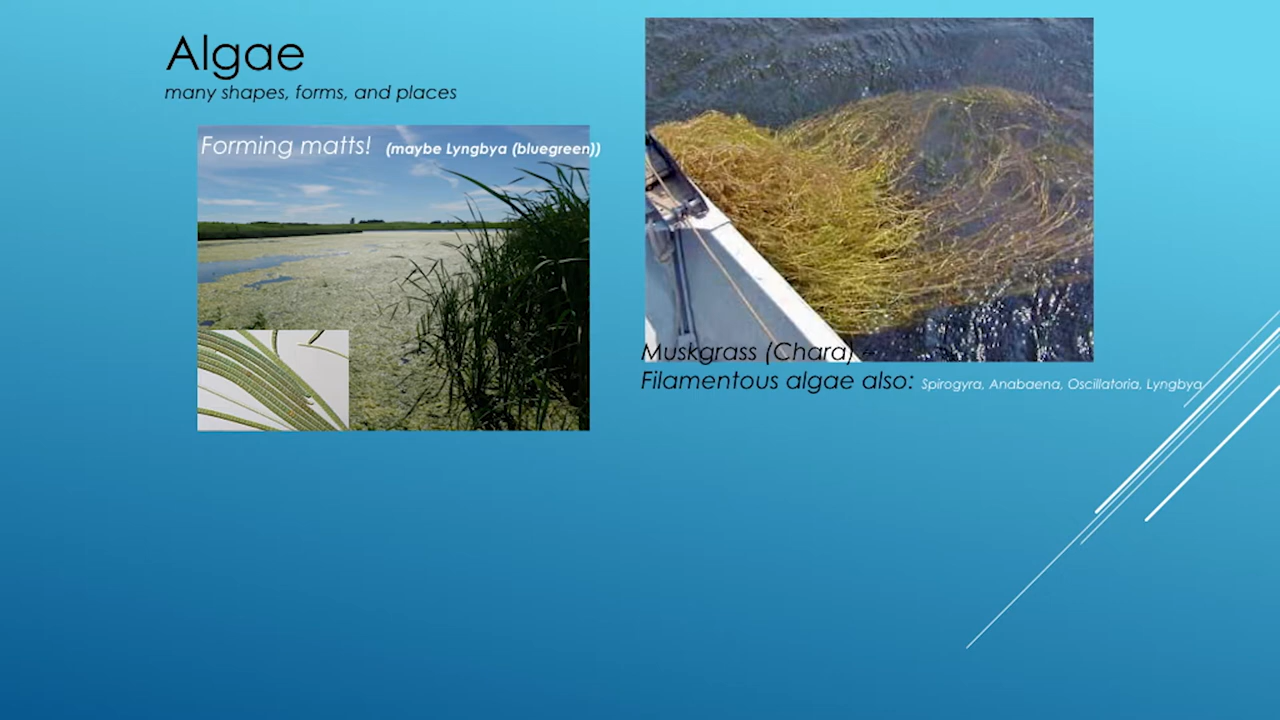 Algae
many shapes, forms, and places
Forming matts! (maybe Lyngbya (bluegreen))
Muskgrass (Chara) –
Filamentous algae also: Spirogyra, Anabaena, Oscillatoria, Lyngbya